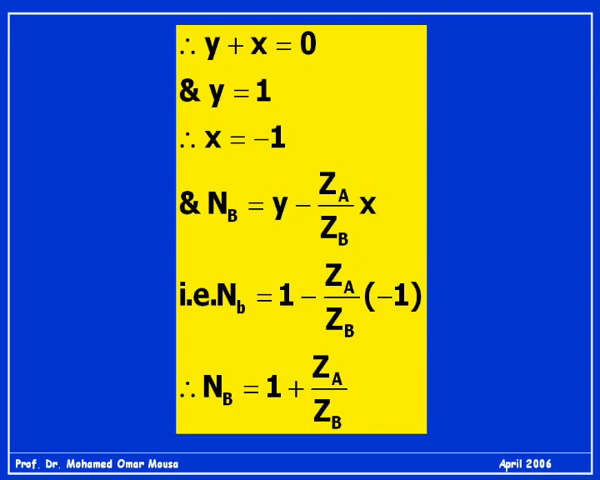 ∴ y + x = 0
& y = 1
∴ x = −1
& N_B = y − Z_A/Z_B x
i.e.N_b = 1 − Z_A/Z_B (−1)
∴ N_B = 1 + Z_A/Z_B
Prof. Dr. Mohamed Omar Mousa April 2006